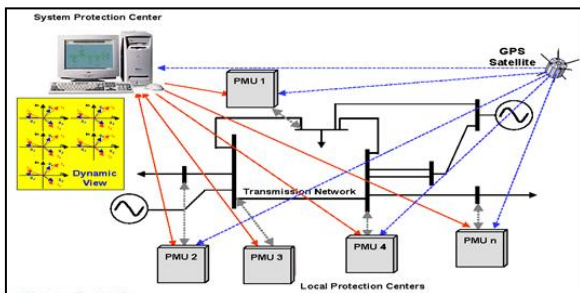 System Protection Center
GPS
Satellite
PMU 1
Dynamic
View
Transmission Network
PMU 2
PMU 3
PMU 4
PMU n
Local Protection Centers